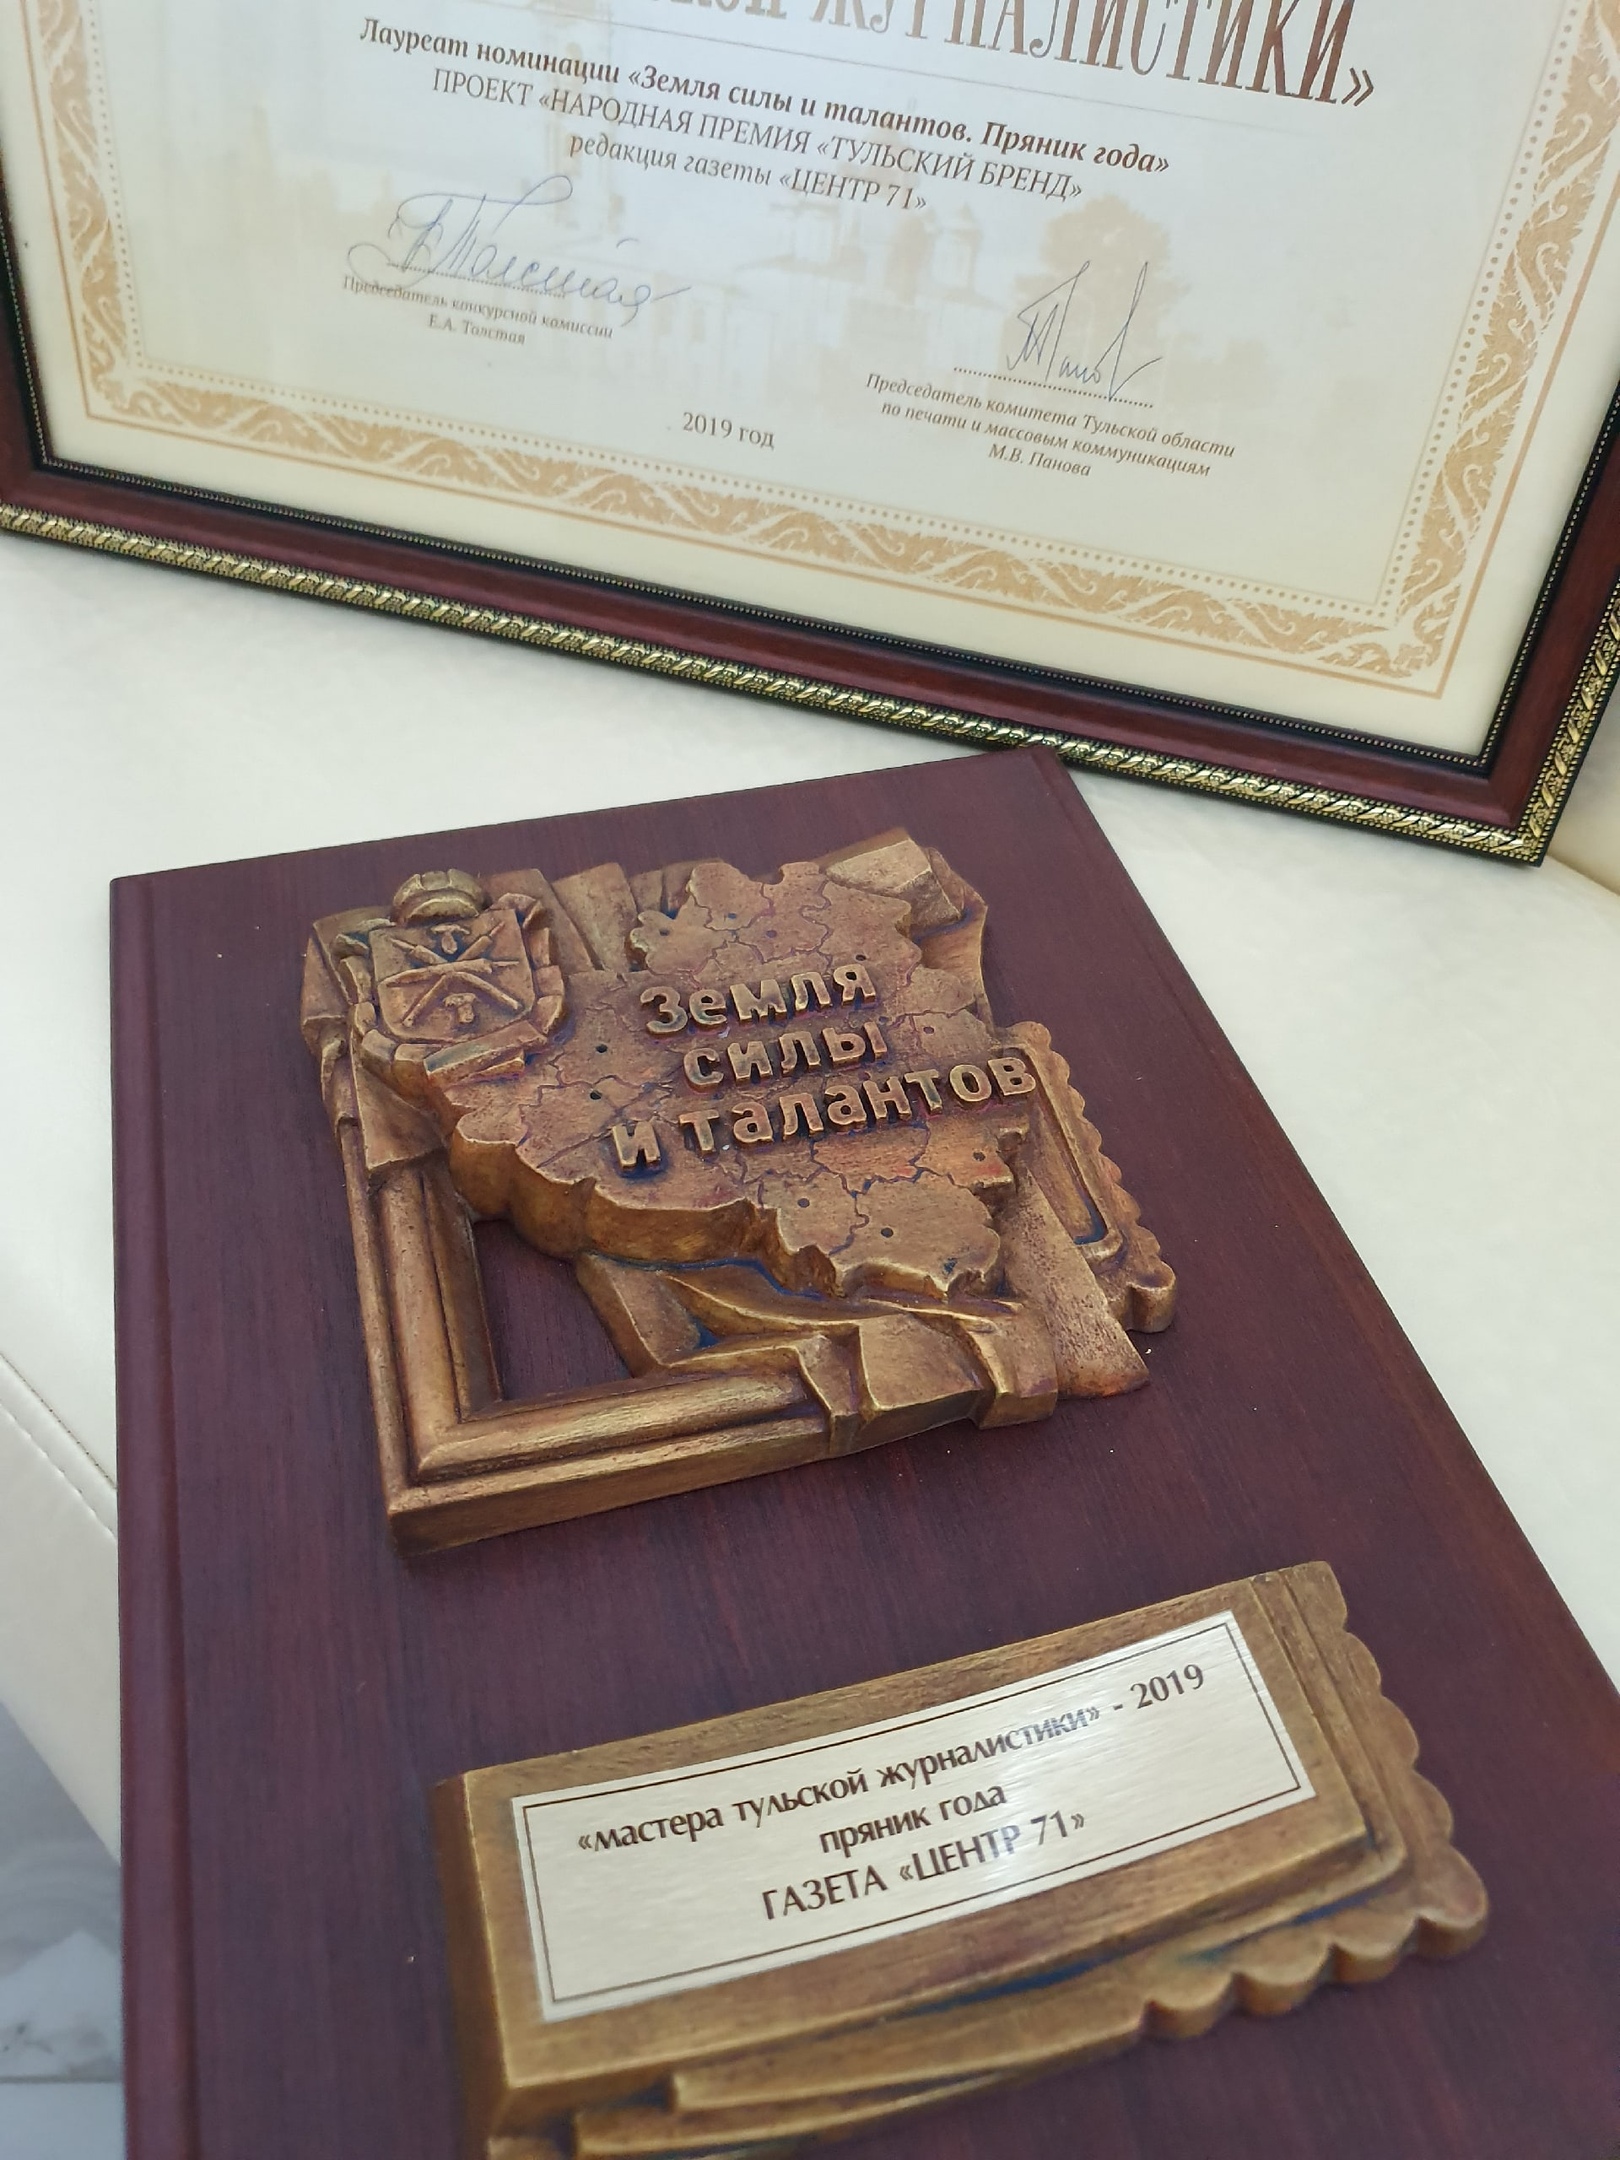 ЖУРНАЛИСТИКИ»
Лауреат номинации «Земля силы и талантов. Пряник года»
ПРОЕКТ «НАРОДНАЯ ПРЕМИЯ «ТУЛЬСКИЙ БРЕНД»
редакция газеты «ЦЕНТР 71»
Председатель конкурсной комиссии
Е.А. Толстая
Председатель комитета Тульской области
по печати и массовым коммуникациям
М.В. Панова
2019 год
Земля
силы
и талантов
«мастера тульской журналистики» - 2019
пряник года
ГАЗЕТА «ЦЕНТР 71»